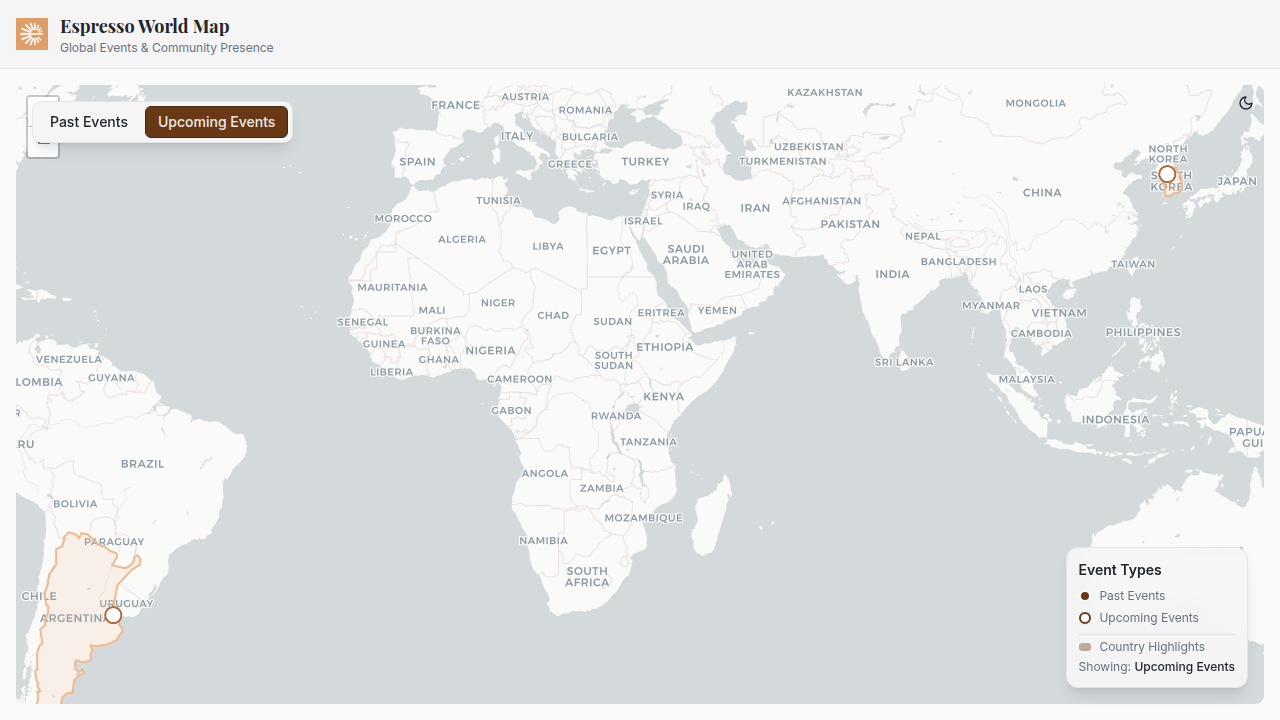 Espresso World Map
Global Events & Community Presence
Past Events
Upcoming Events
FRANCE
AUSTRIA
ROMANIA
KAZAKHSTAN
MONGOLIA
ITALY
BULGARIA
UZBEKISTAN
TURKMENISTAN
NORTH
KOREA
SPAIN
GREECE
TURKEY
JAPAN
KOREA
CHINA
SYRIA
TUNISIA
IRAQ
IRAN
AFGHANISTAN
MOROCCO
ISRAEL
PAKISTAN
ALGERIA
LIBYA
EGYPT
SAUDI
ARABIA
NEPAL
UNITED
ARAB
EMIRATES
BANGLADESH
TAIWAN
INDIA
MAURITANIA
LAOS
MALI
NIGER
CHAD
SUDAN
ERITREA
YEMEN
MYANMAR
VIETNAM
SENEGAL
BURKINA
FASO
GUINEA
GHANA
NIGERIA
SOUTH
SUDAN
ETHIOPIA
CAMBODIA
PHILIPPINES
VENEZUELA
GUYANA
LIBERIA
CAMEROON
SRI LANKA
MALAYSIA
LOMBIA
KENYA
GABON
RWANDA
INDONESIA
R
RU
TANZANIA
PAPUA
GUI
BRAZIL
ANGOLA
ZAMBIA
BOLIVIA
MOZAMBIQUE
PARAGUAY
NAMIBIA
SOUTH
AFRICA
CHILE
URUGUAY
ARGENTINA
Event Types
Past Events
Upcoming Events
Country Highlights
Showing: Upcoming Events